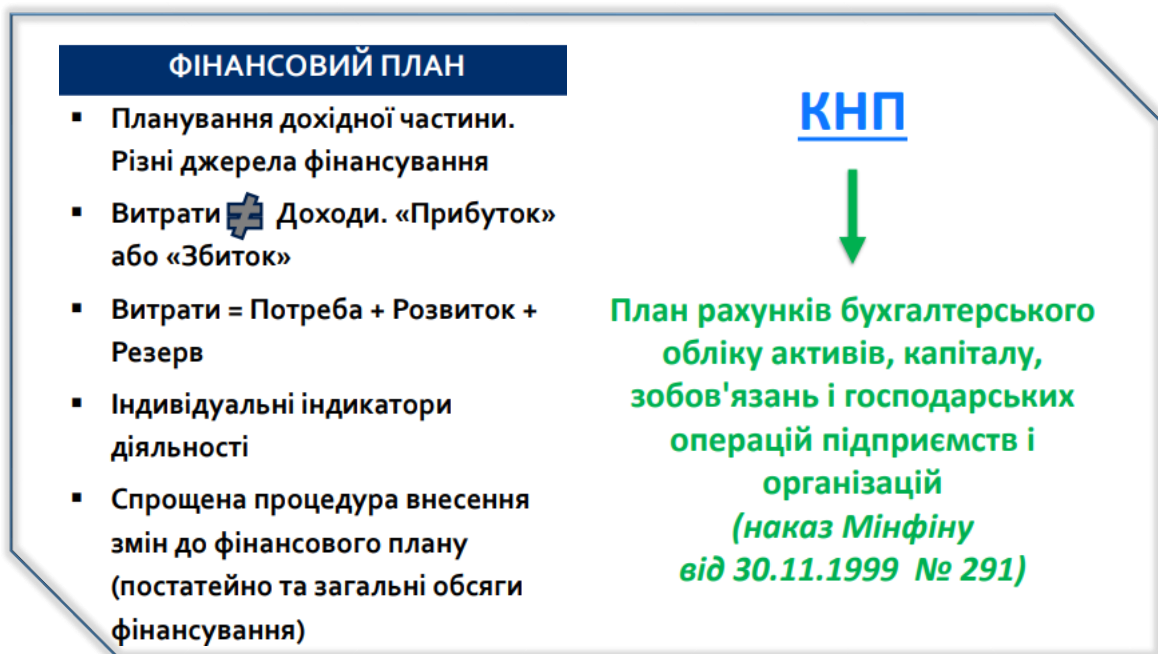 ФІНАНСОВИЙ ПЛАН
▪ Планування дохідної частини.
Різні джерела фінансування
▪ Витрати ≠ Доходи. «Прибуток»
або «Збиток»
▪ Витрати = Потреба + Розвиток +
Резерв
▪ Індивідуальні індикатори
діяльності
▪ Спрощена процедура внесення
змін до фінансового плану
(постатейно та загальні обсяги
фінансування)
КНП
План рахунків бухгалтерського
обліку активів, капіталу,
зобов'язань і господарських
операцій підприємств і
організацій
(наказ Мінфіну
від 30.11.1999 № 291)